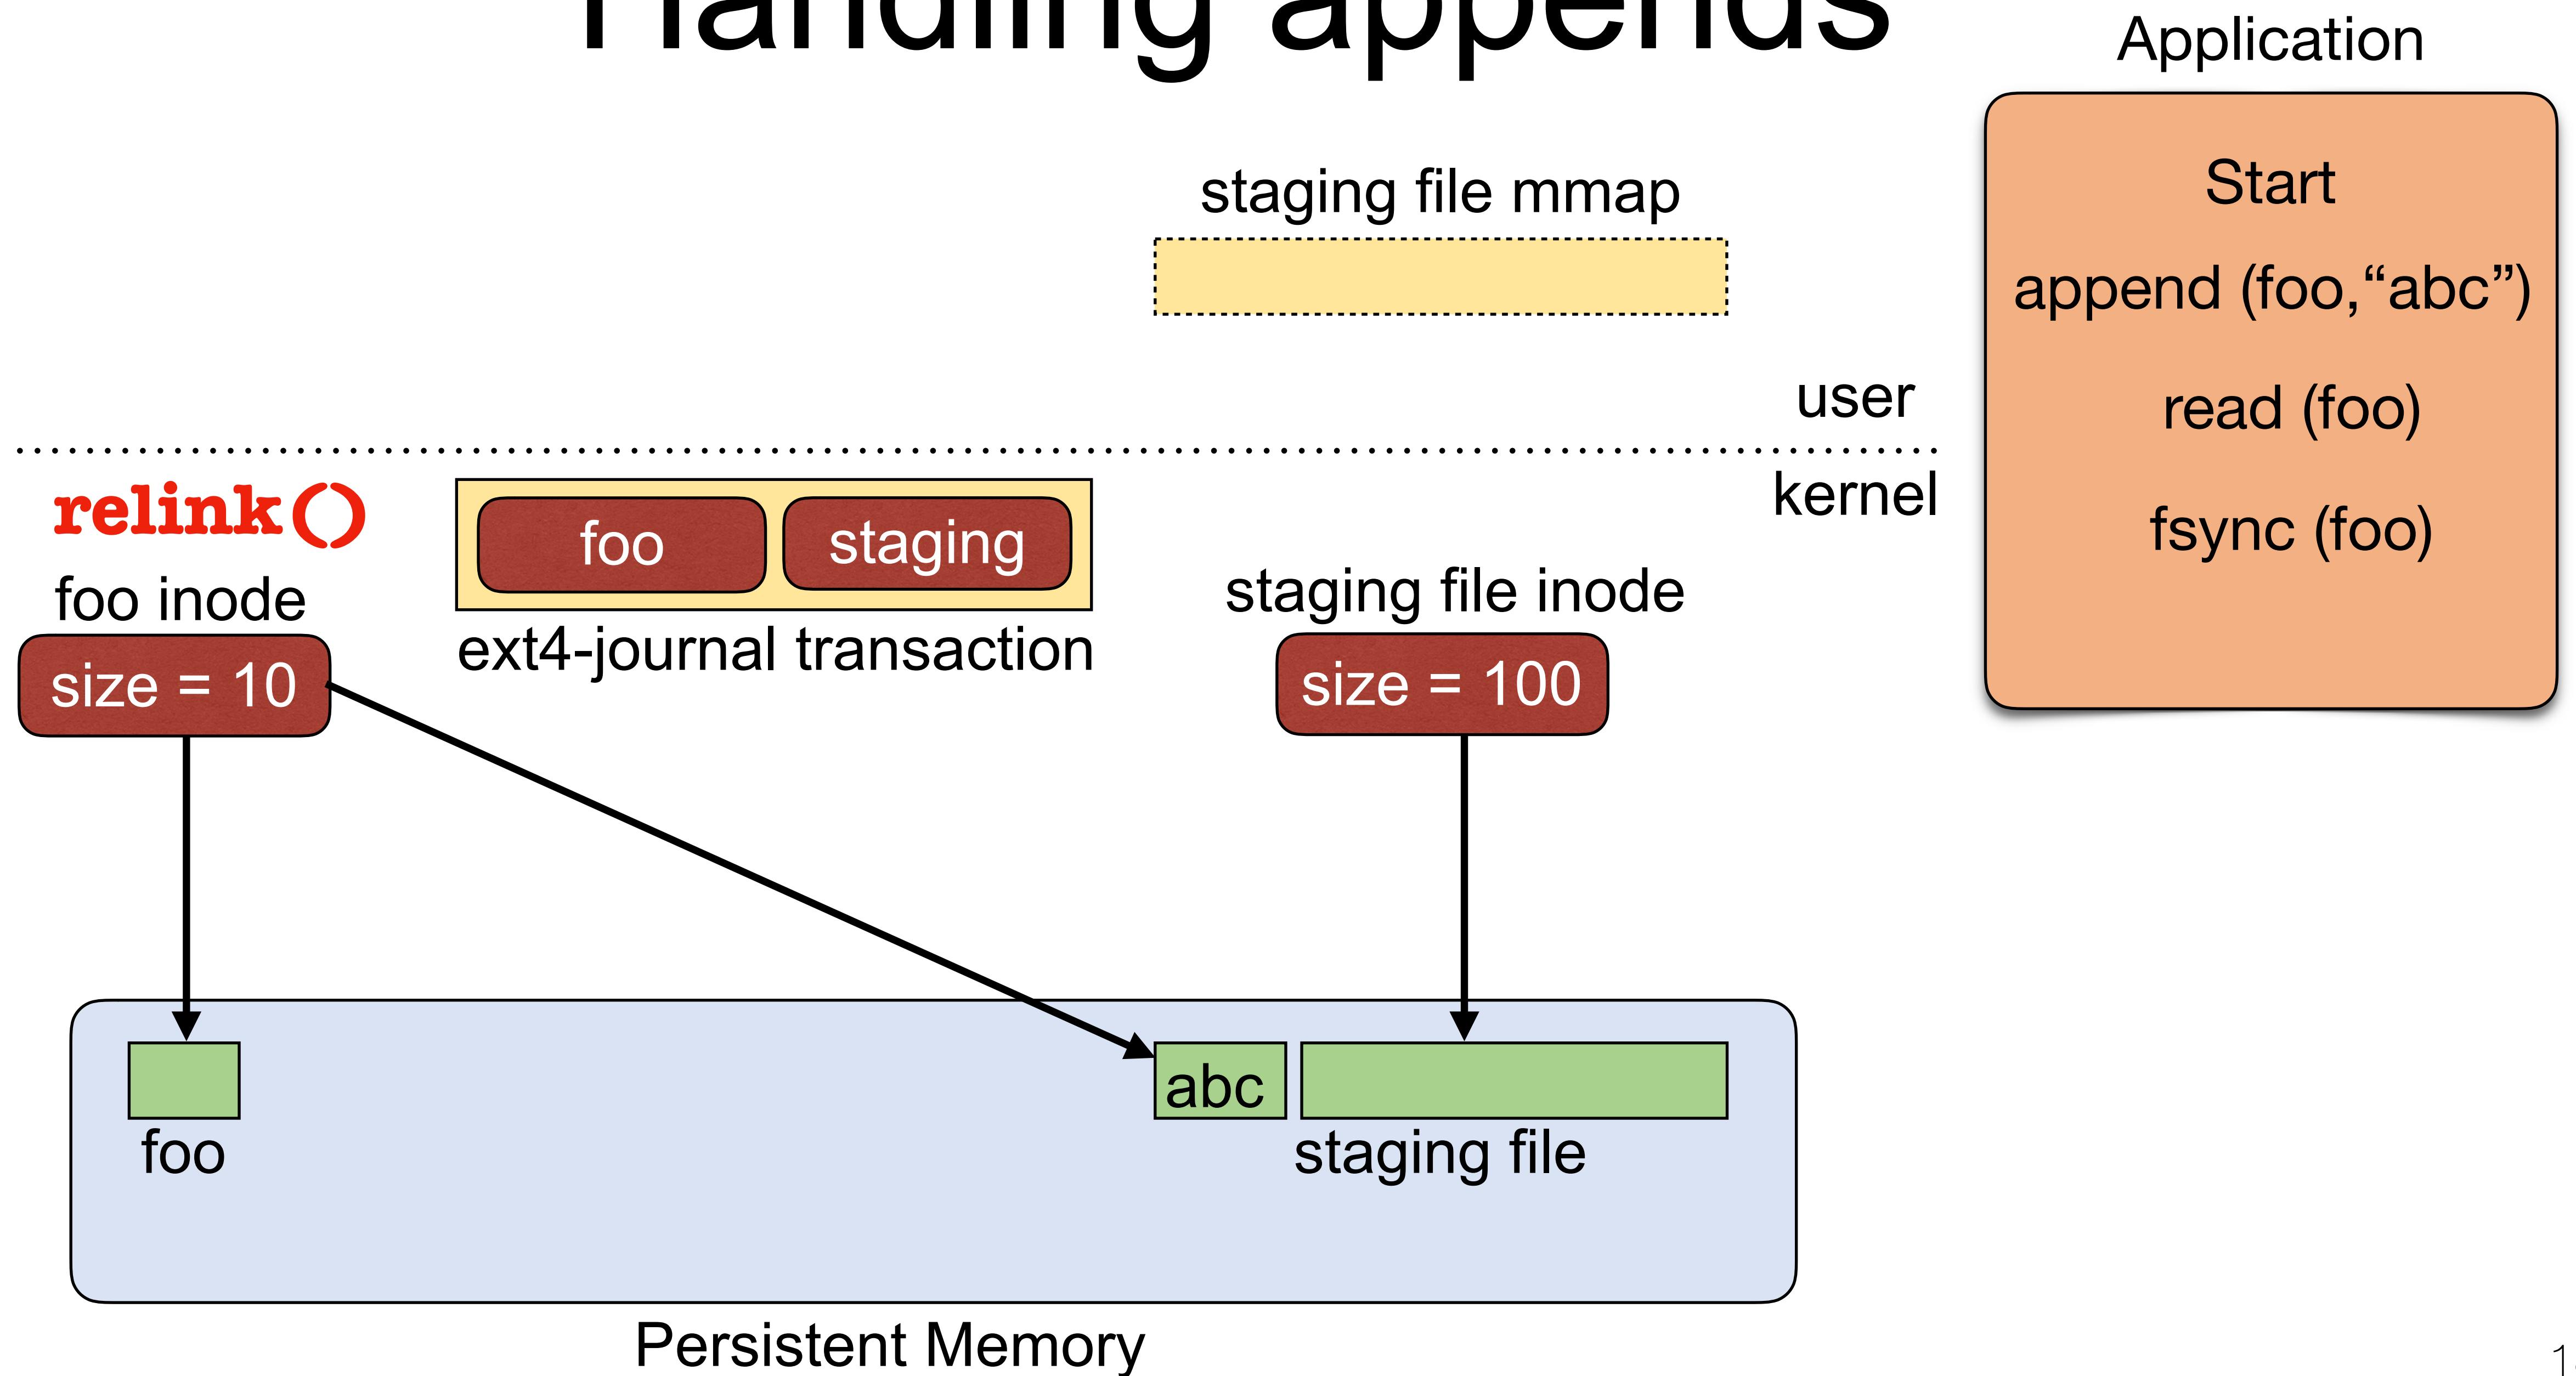 Handling appends
Application
Start
append (foo,“abc”)
read (foo)
fsync (foo)
staging file mmap
user
kernel
relink()
foo
staging
ext4-journal transaction
foo inode
size = 10
staging file inode
size = 100
abc
foo
staging file
Persistent Memory